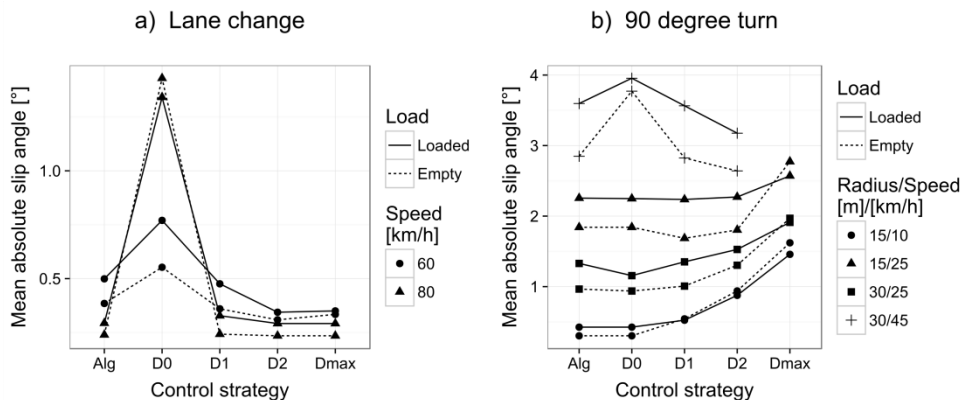 a) Lane change
Mean absolute slip angle [°]
1.0
0.5
Alg D0 D1 D2 Dmax
Control strategy
Load
Loaded
Empty
Speed
[km/h]
60
80
b) 90 degree turn
Mean absolute slip angle [°]
4
3
2
1
Alg D0 D1 D2 Dmax
Control strategy
Load
Loaded
Empty
Radius/Speed
[m]/[km/h]
15/10
15/25
30/25
30/45